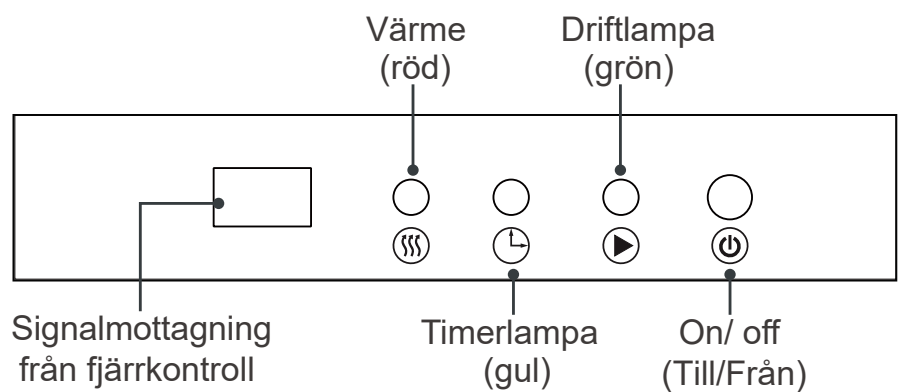 Värme
(röd)
Driftlampa
(grön)
Signalmottagning
från fjärrkontroll
Timerlampa
(gul)
On/ off
(Till/Från)